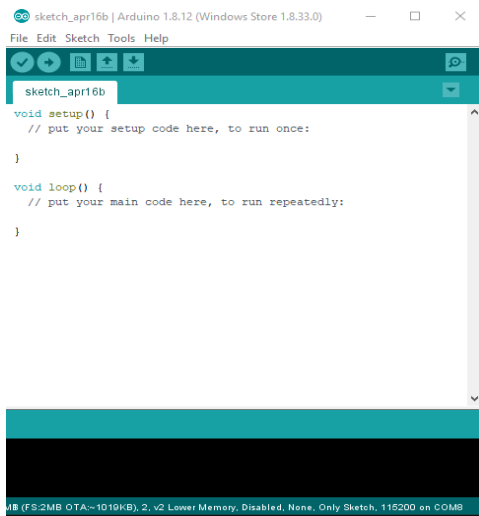 sketch_apr16b | Arduino 1.8.12 (Windows Store 1.8.33.0)
File Edit Sketch Tools Help
sketch_apr16b
void setup() {
// put your setup code here, to run once:
}
void loop() {
// put your main code here, to run repeatedly:
}
MB (FS:2MB OTA:~1019KB), 2, v2 Lower Memory, Disabled, None, Only Sketch, 115200 on COM8